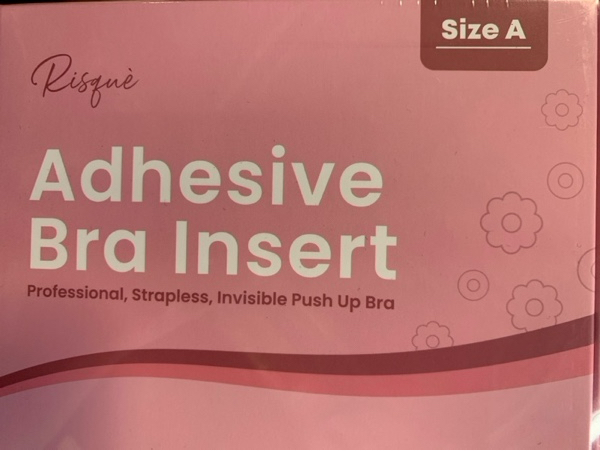 Size A
Risquè
Adhesive
Bra Insert
Professional, Strapless, Invisible Push Up Bra